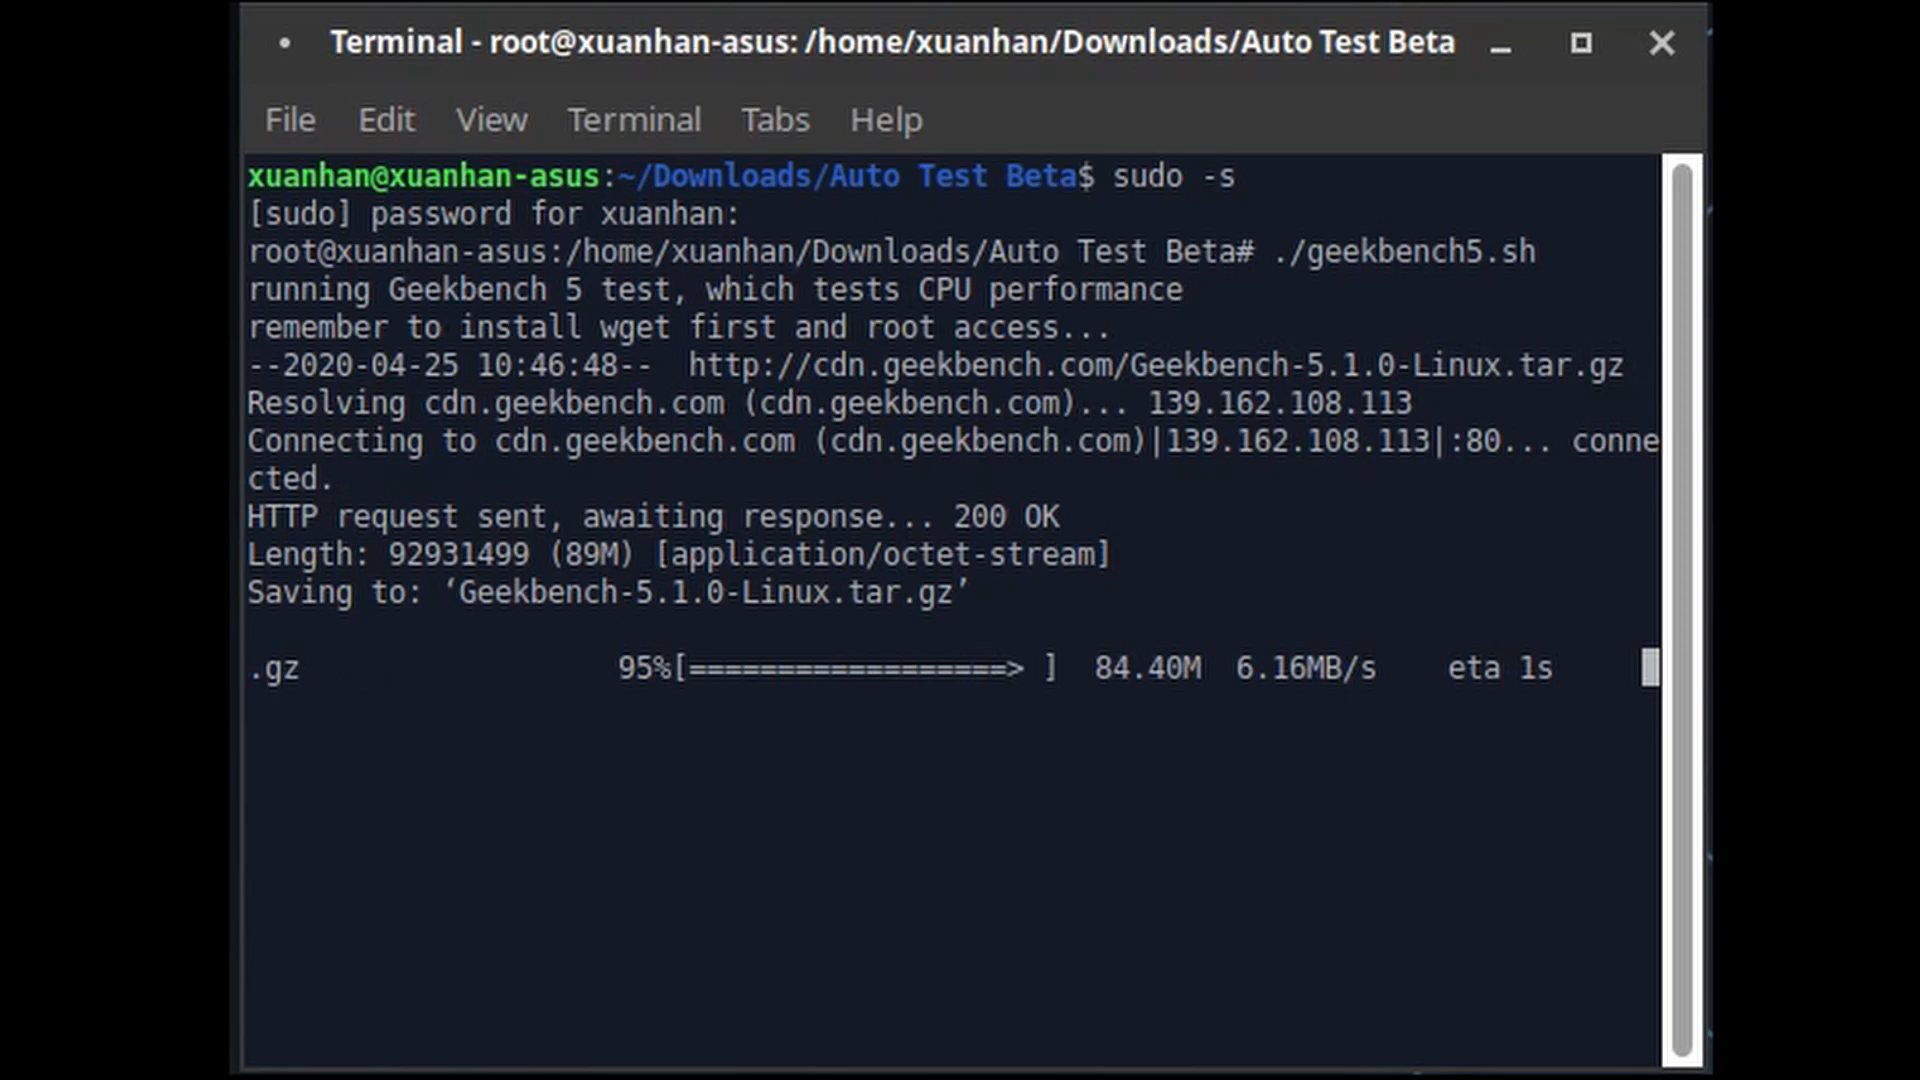 Terminal - root@xuanhan-asus: /home/xuanhan/Downloads/Auto Test Beta
File Edit View Terminal Tabs Help
xuanhan@xuanhan-asus:~/Downloads/Auto Test Beta$ sudo -s
[sudo] password for xuanhan:
root@xuanhan-asus:/home/xuanhan/Downloads/Auto Test Beta# ./geekbench5.sh
running Geekbench 5 test, which tests CPU performance
remember to install wget first and root access...
--2020-04-25 10:46:48--  http://cdn.geekbench.com/Geekbench-5.1.0-Linux.tar.gz
Resolving cdn.geekbench.com (cdn.geekbench.com)... 139.162.108.113
Connecting to cdn.geekbench.com (cdn.geekbench.com)|139.162.108.113|:80... conne
cted.
HTTP request sent, awaiting response... 200 OK
Length: 92931499 (89M) [application/octet-stream]
Saving to: ‘Geekbench-5.1.0-Linux.tar.gz’
.gz                  95%[==================> ]  84.40M  6.16MB/s    eta 1s